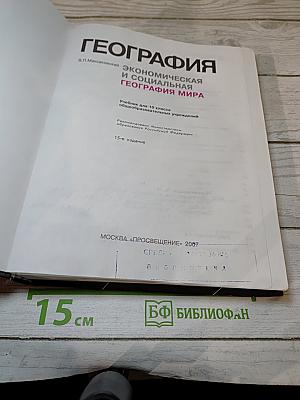 ГЕОГРАФИЯ
В.П.Максаковский
ЭКОНОМИЧЕСКАЯ
И СОЦИАЛЬНАЯ
ГЕОГРАФИЯ МИРА
Учебник для 10 класса
общеобразовательных учреждений
Рекомендовано Министерством
образования Российской Федерации
15-е издание
МОСКВА «ПРОСВЕЩЕНИЕ» 2007
БИБЛИОТЕКА
15 СМ
БФ БИБЛИОФАН